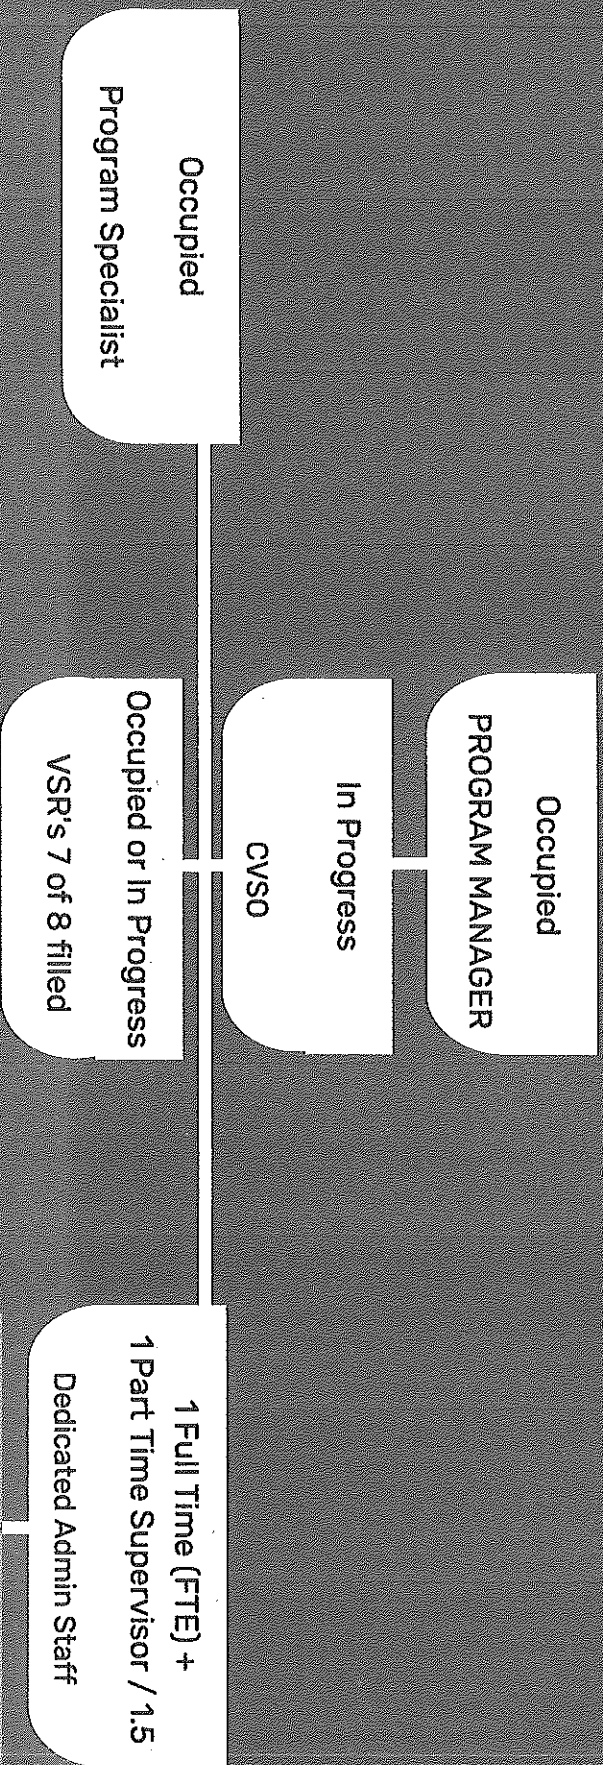 Occupied
PROGRAM MANAGER
In Progress
CVSO
Occupied
Program Specialist
Occupied or In Progress
VSR's 7 of 8 filled
1 Full Time (FTE) +
1 Part Time Supervisor / 1.5
Dedicated Admin Staff